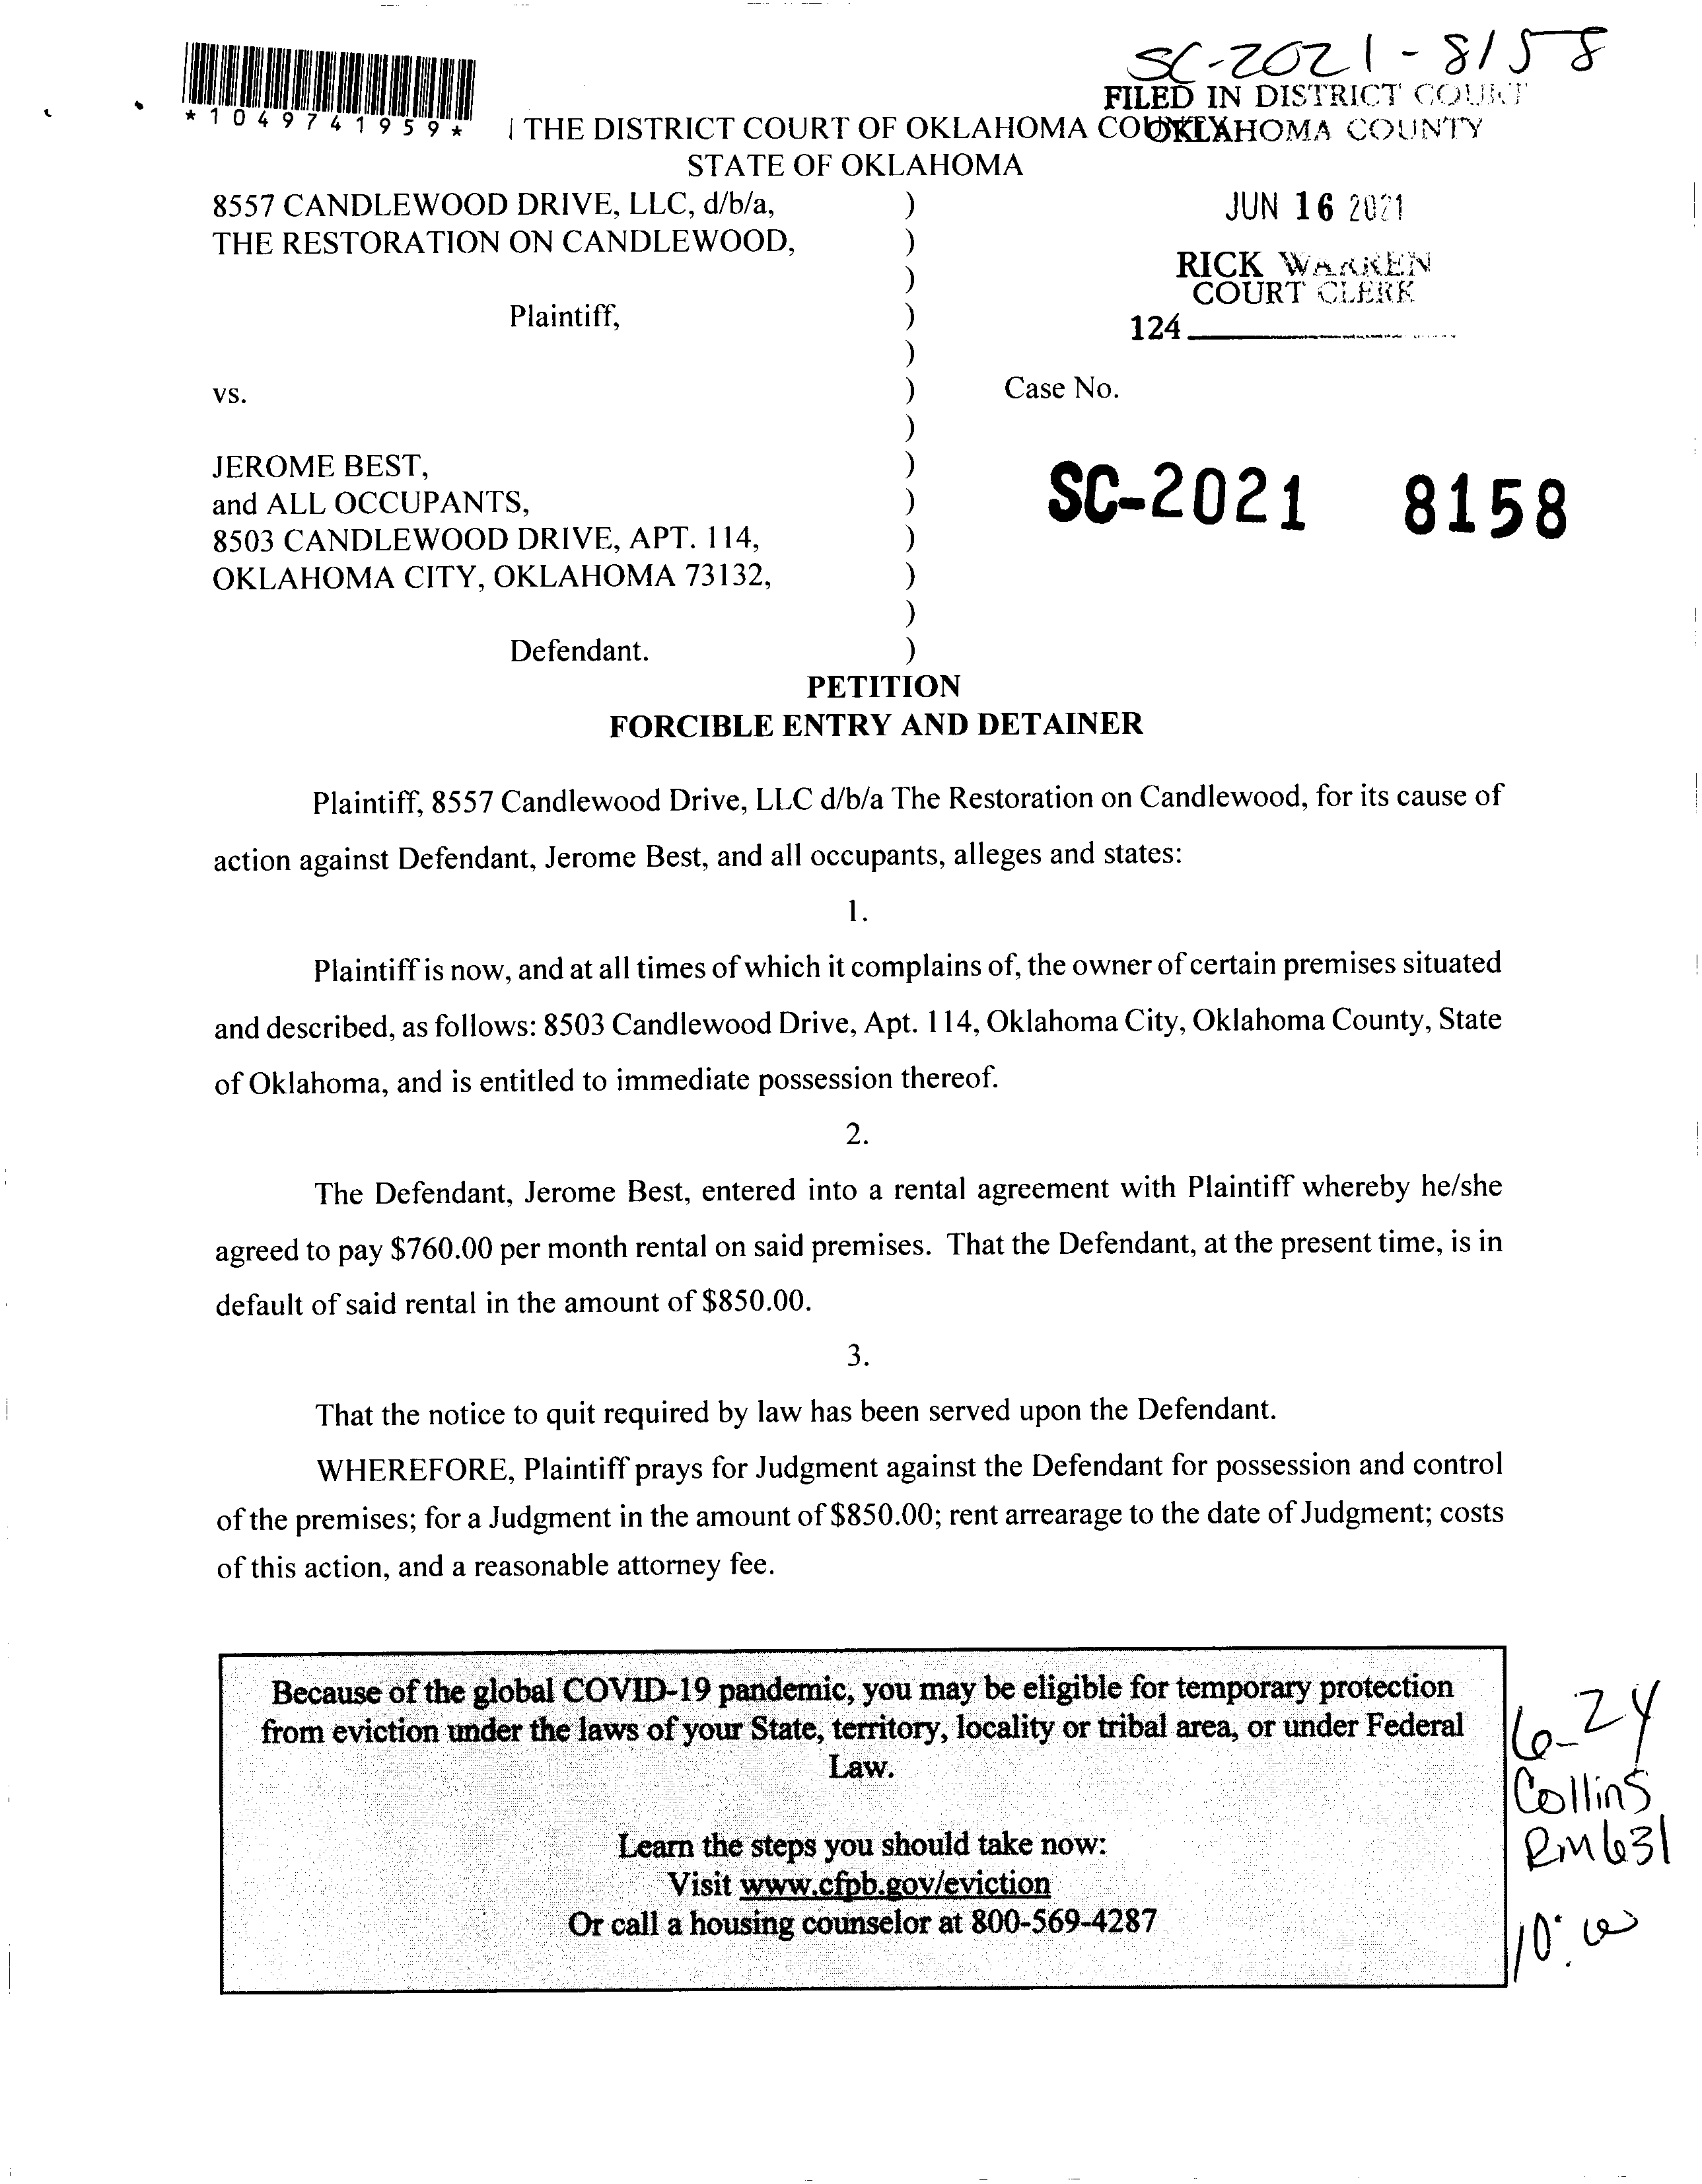 SC-2021-8158
FILED IN DISTRICT COURT
OKLAHOMA COUNTY
*1049741959*
THE DISTRICT COURT OF OKLAHOMA COUNTY
STATE OF OKLAHOMA
JUN 16 2021
RICK WARREN
COURT CLERK
124
8557 CANDLEWOOD DRIVE, LLC, d/b/a, )
THE RESTORATION ON CANDLEWOOD, )
)
Plaintiff, )
)
vs. ) Case No.
)
JEROME BEST, )
and ALL OCCUPANTS, ) SC-2021 8158
8503 CANDLEWOOD DRIVE, APT. 114, )
OKLAHOMA CITY, OKLAHOMA 73132, )
)
Defendant. )
PETITION
FORCIBLE ENTRY AND DETAINER
Plaintiff, 8557 Candlewood Drive, LLC d/b/a The Restoration on Candlewood, for its cause of
action against Defendant, Jerome Best, and all occupants, alleges and states:
1.
Plaintiff is now, and at all times of which it complains of, the owner of certain premises situated
and described, as follows: 8503 Candlewood Drive, Apt. 114, Oklahoma City, Oklahoma County, State
of Oklahoma, and is entitled to immediate possession thereof.
2.
The Defendant, Jerome Best, entered into a rental agreement with Plaintiff whereby he/she
agreed to pay $760.00 per month rental on said premises. That the Defendant, at the present time, is in
default of said rental in the amount of $850.00.
3.
That the notice to quit required by law has been served upon the Defendant.
WHEREFORE, Plaintiff prays for Judgment against the Defendant for possession and control
of the premises; for a Judgment in the amount of $850.00; rent arrearage to the date of Judgment; costs
of this action, and a reasonable attorney fee.
Because of the global COVID-19 pandemic, you may be eligible for temporary protection
from eviction under the laws of your State, territory, locality or tribal area, or under Federal
Law.
Learn the steps you should take now:
Visit www.cfpb.gov/eviction
Or call a housing counselor at 800-569-4287
6-24
Collins
RM631
10:00